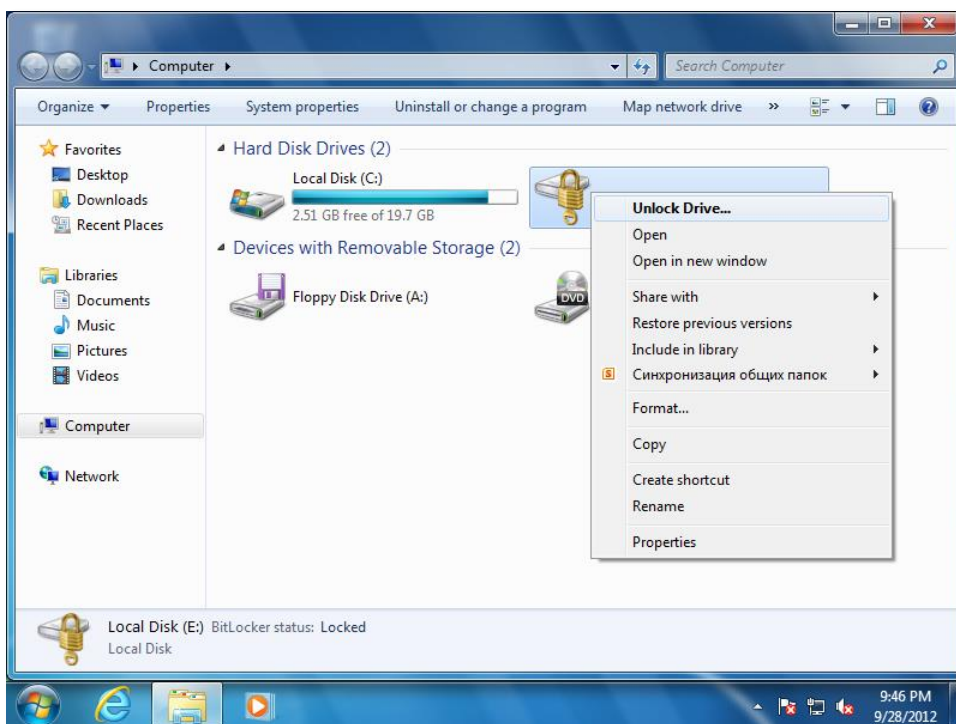 Computer
Search Computer
Organize Properties System properties Uninstall or change a program Map network drive »
Favorites
Desktop
Downloads
Recent Places
Libraries
Documents
Music
Pictures
Videos
Computer
Network
Hard Disk Drives (2)
Local Disk (C:)
2.51 GB free of 19.7 GB
Devices with Removable Storage (2)
Floppy Disk Drive (A:)
DVD
Unlock Drive...
Open
Open in new window
Share with
Restore previous versions
Include in library
S Синхронизация общих папок
Format...
Copy
Create shortcut
Rename
Properties
Local Disk (E:) BitLocker status: Locked
Local Disk
9:46 PM
9/28/2012